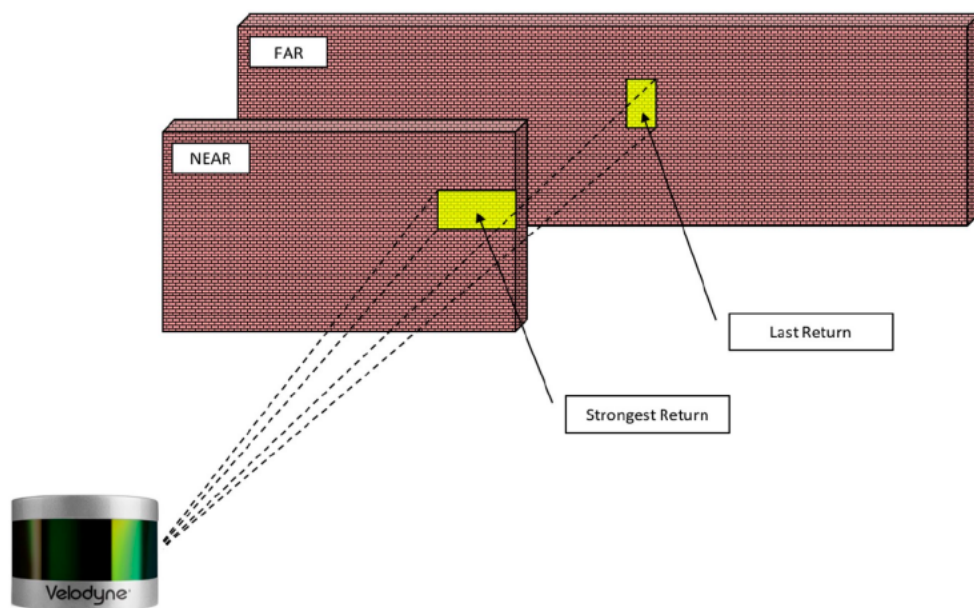 FAR
NEAR
Last Return
Strongest Return
Velodyne